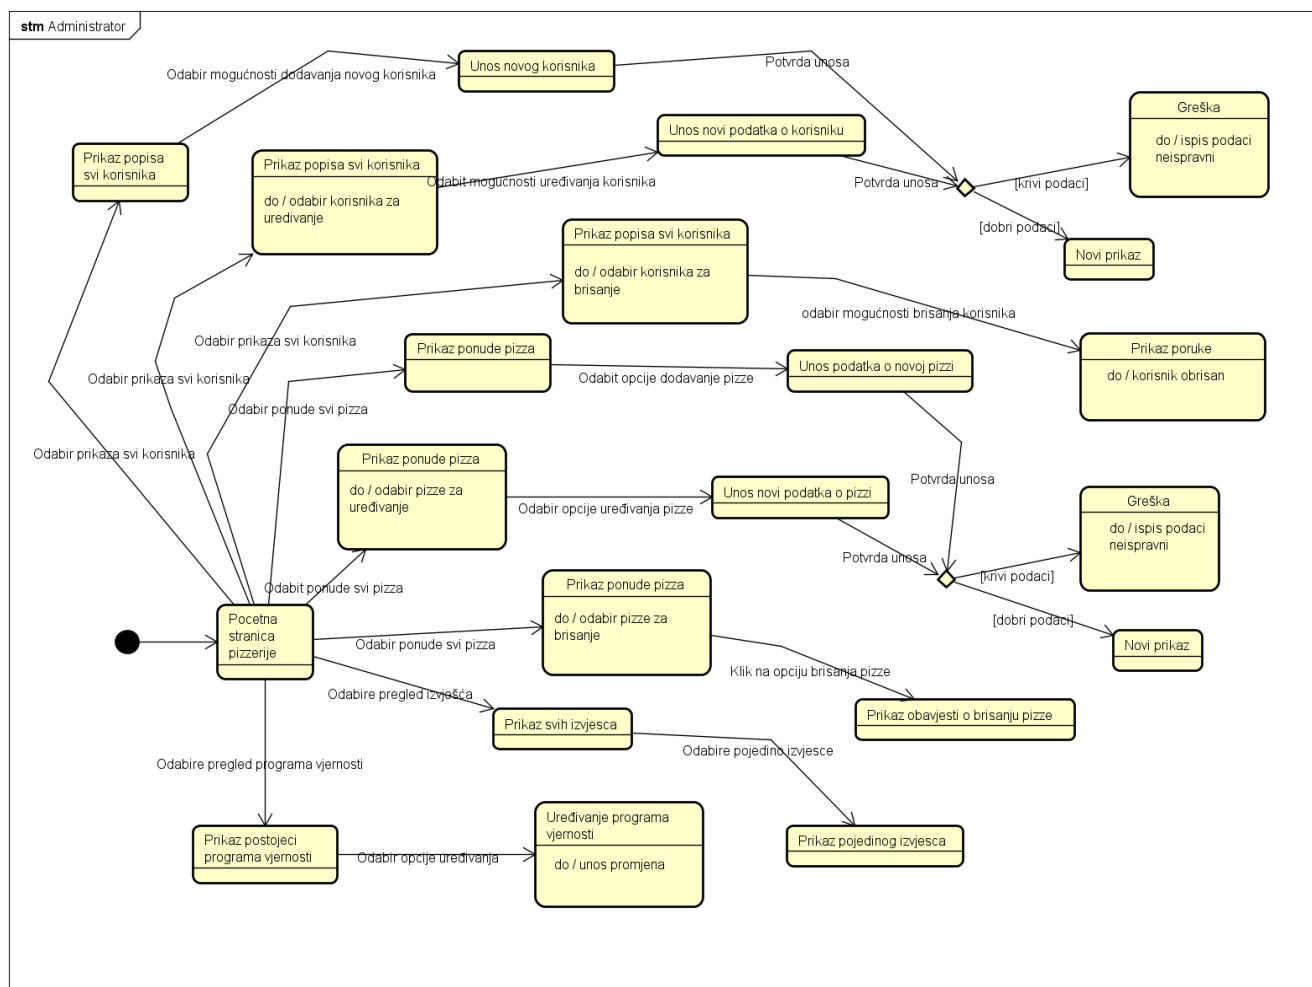 stm Administrator
Unos novog korisnika
Potvrda unosa
Odabir mogućnosti dodavanja novog korisnika
Greška
do / ispis podaci
neispravni
Unos novi podatka o korisniku
Prikaz popisa
svi korisnika
Prikaz popisa svi korisnika
do / odabir korisnika za
uredivanje
Odabit mogućnosti uređivanja korisnika
Potvrda unosa
[krivi podaci]
[dobri podaci]
Novi prikaz
Prikaz popisa svi korisnika
do / odabir korisnika za
brisanje
odabir mogućnosti brisanja korisnika
Odabir prikaza svi korisnika
Prikaz ponude pizza
Prikaz poruke
do / korisnik obrisan
Unos podatka o novoj pizzi
Odabir prikaza svi korisnika
Odabit opcije dodavanje pizze
Odabir ponude svi pizza
Odabir prikaza svi korisnika
Prikaz ponude pizza
do / odabir pizze za
uređivanje
Potvrda unosa
Unos novi podatka o pizzi
Odabir opcije uređivanja pizze
Greška
do / ispis podaci
neispravni
Potvrda unosa
[krivi podaci]
Odabit ponude svi pizza
Prikaz ponude pizza
do / odabir pizze za
brisanje
[dobri podaci]
Novi prikaz
Pocetna
stranica
pizzerije
Odabir ponude svi pizza
Klik na opciju brisanja pizze
Odabire pregled izvješća
Prikaz svih izvjesca
Prikaz obavjesti o brisanju pizze
Odabire pojedino izvjesce
Odabire pregled programa vjernosti
Uređivanje programa
vjernosti
do / unos promjena
Prikaz postojeci
programa vjernosti
Odabir opcije uređivanja
Prikaz pojedinog izvjesca